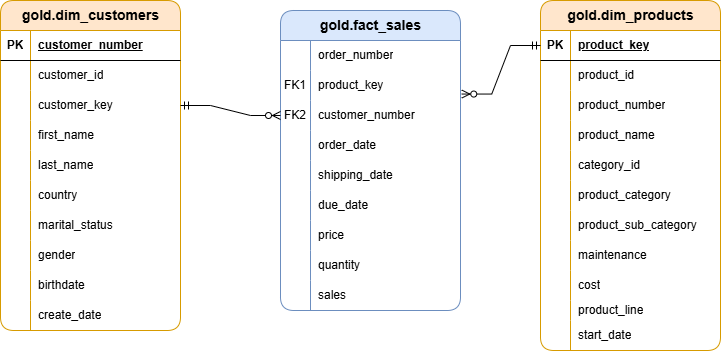 gold.dim_customers
PK customer_number
customer_id
customer_key
first_name
last_name
country
marital_status
gender
birthdate
create_date
gold.fact_sales
order_number
FK1 product_key
FK2 customer_number
order_date
shipping_date
due_date
price
quantity
sales
gold.dim_products
PK product_key
product_id
product_number
product_name
category_id
product_category
product_sub_category
maintenance
cost
product_line
start_date